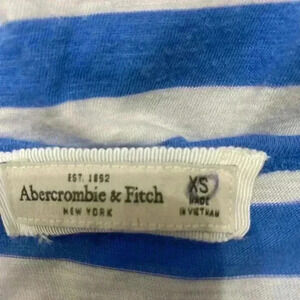 EST. 1892
Abercrombie & Fitch
NEW YORK
XS
MADE
IN VIETNAM